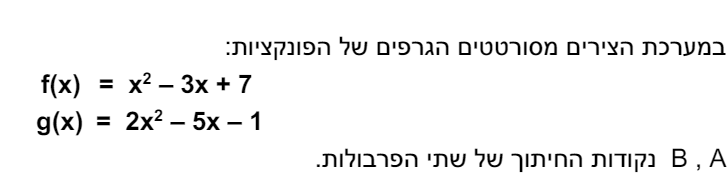 במערכת הצירים מסורטטים הגרפים של הפונקציות:
f(x) = x² – 3x + 7
g(x) = 2x² – 5x – 1
B , A נקודות החיתוך של שתי הפרבולות.